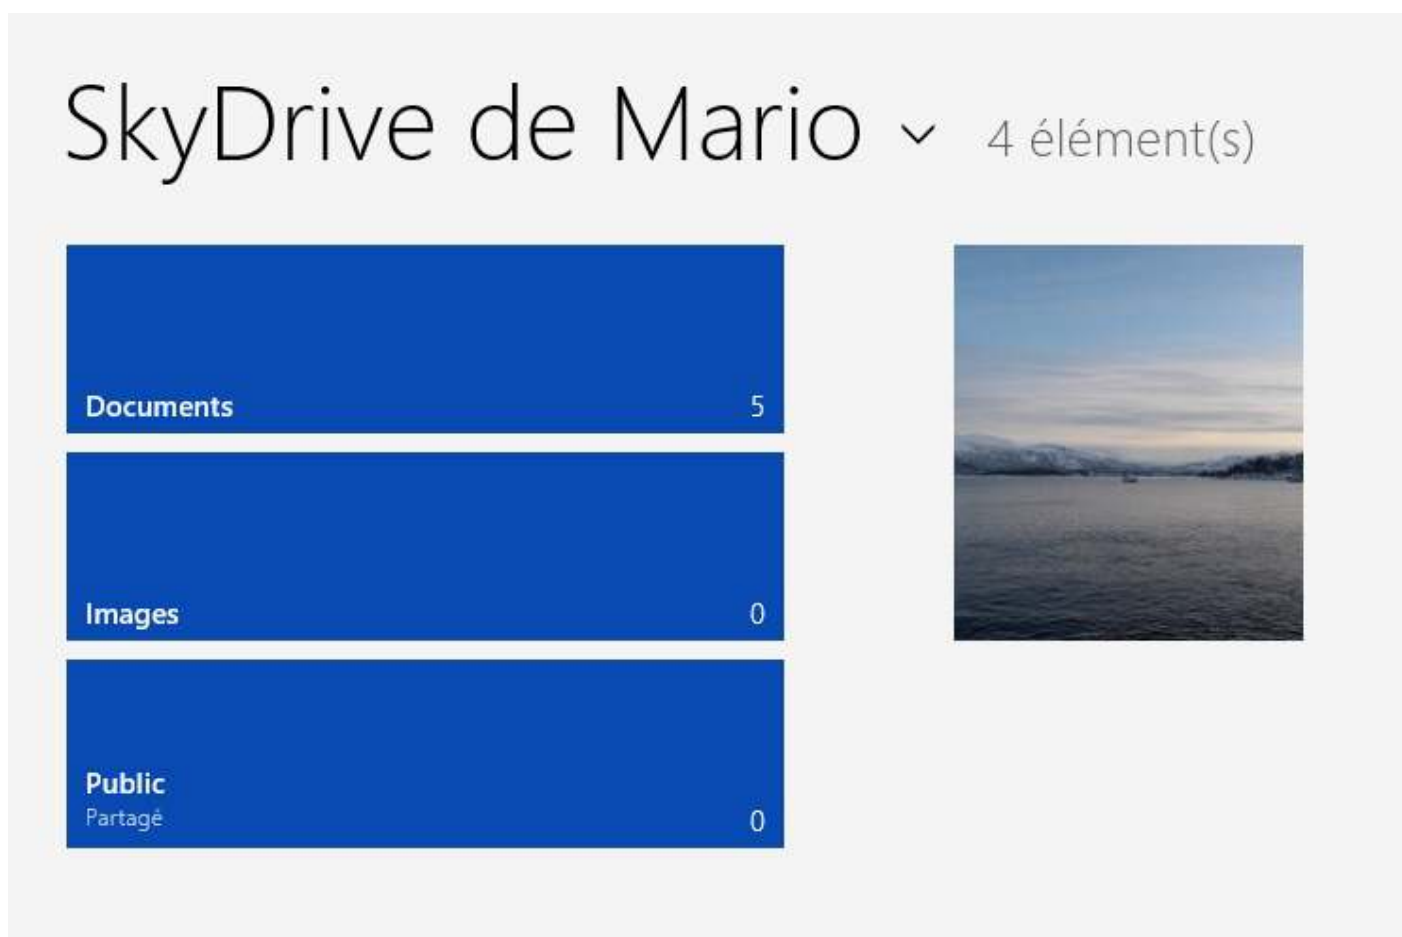 SkyDrive de Mario 4 élément(s)
Documents 5
Images 0
Public
Partagé 0